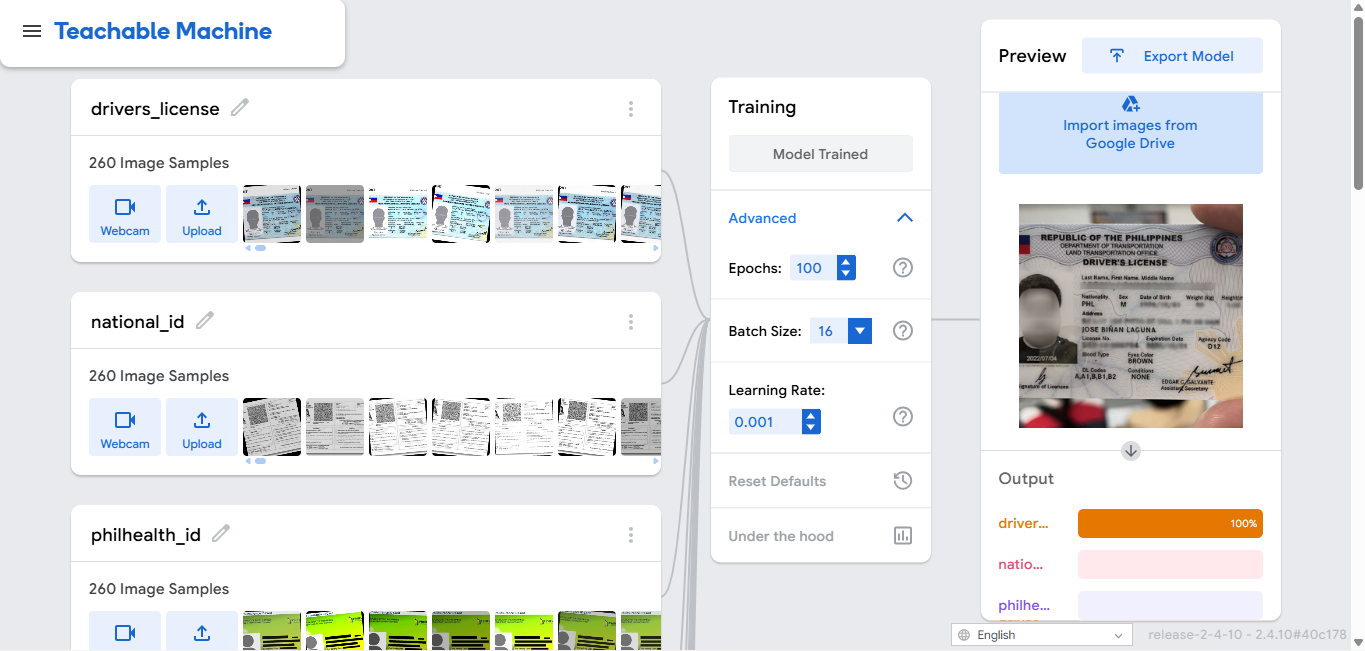 Teachable Machine
drivers_license
260 Image Samples
Webcam
Upload
national_id
260 Image Samples
Webcam
Upload
philhealth_id
260 Image Samples
Training
Model Trained
Advanced
Epochs:
100
Batch Size:
16
Learning Rate:
0.001
Reset Defaults
Under the hood
Preview
Export Model
Import images from
Google Drive
REPUBLIC OF THE PHILIPPINES
DEPARTMENT OF TRANSPORTATION
LAND TRANSPORTATION OFFICE
DRIVER'S LICENSE
Last Name, First Name, Middle Name
Nationality Sex Date of Birth Weight (kg)
PHL M
Address
JOSE BIÑAN LAGUNA
License No. Expiration Date Agency Code
D12
Blood Type Eyes Color
BROWN
DL Codes Conditions
A,A1,B,B1,B2 NONE
2022/07/04
Signature of Licensee
EDGAR C. GALVANTE
Assistant Secretary
Output
driver...
100%
natio...
philhe...
English
release-2-4-10 - 2.4.10#40c178